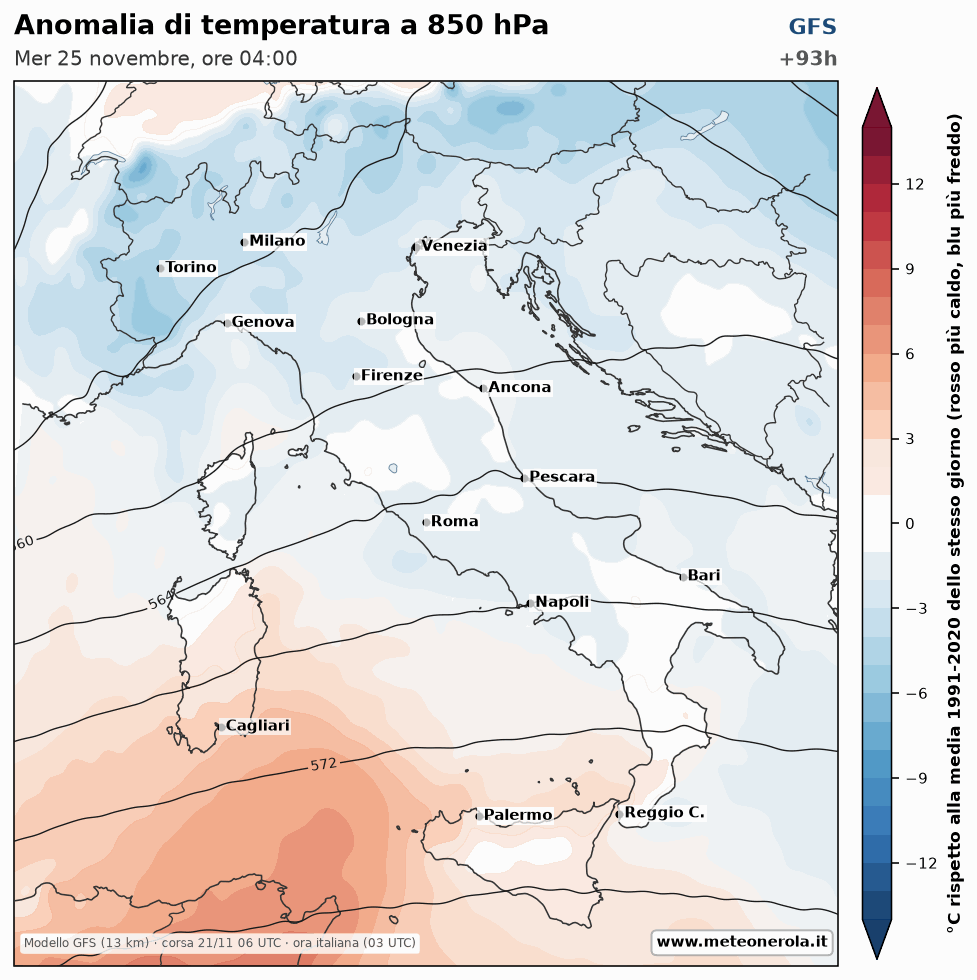 Anomalia di temperatura a 850 hPa
GFS
Mer 25 novembre, ore 04:00
+93h
Milano
Venezia
Torino
Genova
Bologna
Firenze
Ancona
Pescara
Roma
60
Bari
564
Napoli
Cagliari
572
Palermo
Reggio C.
Modello GFS (13 km) · corsa 21/11 06 UTC · ora italiana (03 UTC)
www.meteonerola.it
12
9
6
3
0
−3
−6
−9
−12
°C rispetto alla media 1991-2020 dello stesso giorno (rosso più caldo, blu più freddo)